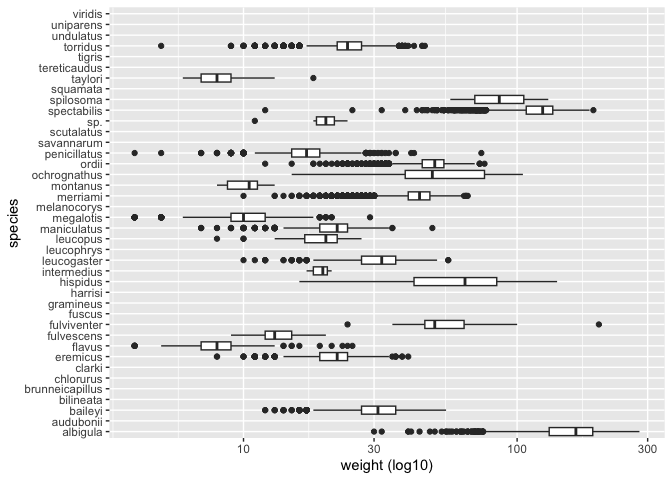 viridis
uniparens
undulatus
torridus
tigris
tereticaudus
taylori
squamata
spilosoma
spectabilis
sp.
scutalatus
savannarum
penicillatus
ordii
ochrognathus
montanus
merriami
melanocorys
megalotis
maniculatus
leucopus
leucophrys
leucogaster
intermedius
hispidus
harrisi
gramineus
fuscus
fulviventer
fulvescens
flavus
eremicus
clarki
chlorurus
brunneicapillus
bilineata
baileyi
audubonii
albigula
species
10 30 100 300
weight (log10)